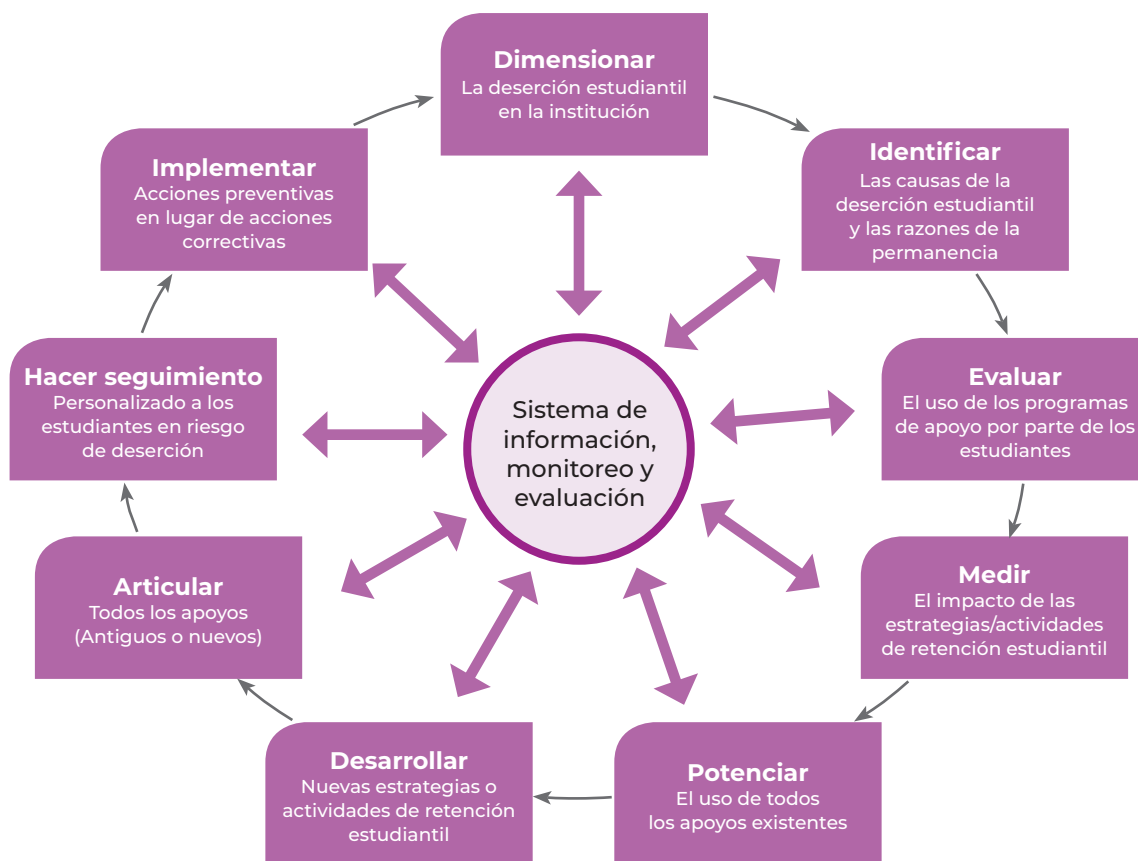 Dimensionar
La deserción estudiantil
en la institución
Identificar
Las causas de la
deserción estudiantil
y las razones de la
permanencia
Evaluar
El uso de los programas
de apoyo por parte de los
estudiantes
Medir
El impacto de las
estrategias/actividades
de retención estudiantil
Potenciar
El uso de todos
los apoyos existentes
Desarrollar
Nuevas estrategias o
actividades de retención
estudiantil
Articular
Todos los apoyos
(Antiguos o nuevos)
Hacer seguimiento
Personalizado a los
estudiantes en riesgo
de deserción
Implementar
Acciones preventivas
en lugar de acciones
correctivas
Sistema de
información,
monitoreo y
evaluación